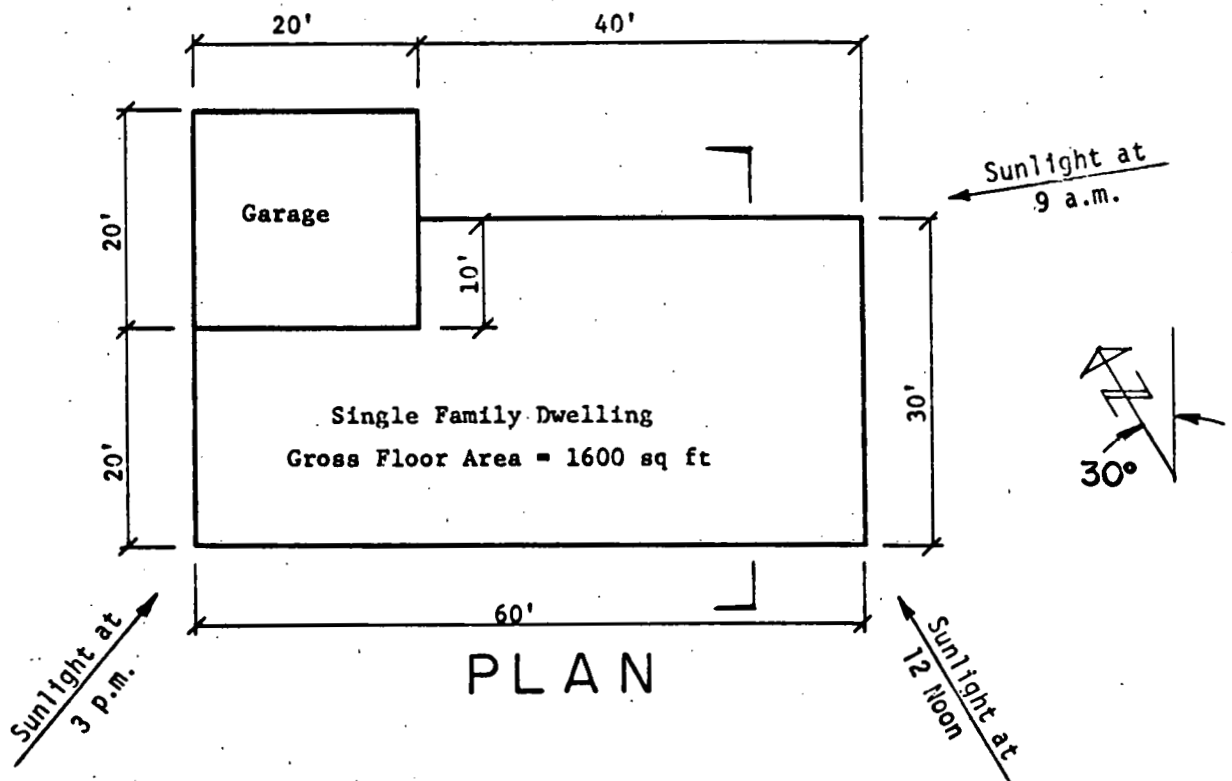 20'
40'
Sunlight at
9 a.m.
20'
Garage
10'
30'
N
30°
Single Family Dwelling
Gross Floor Area = 1600 sq ft
20'
60'
Sunlight at
3 p.m.
PLAN
Sunlight at
12 Noon